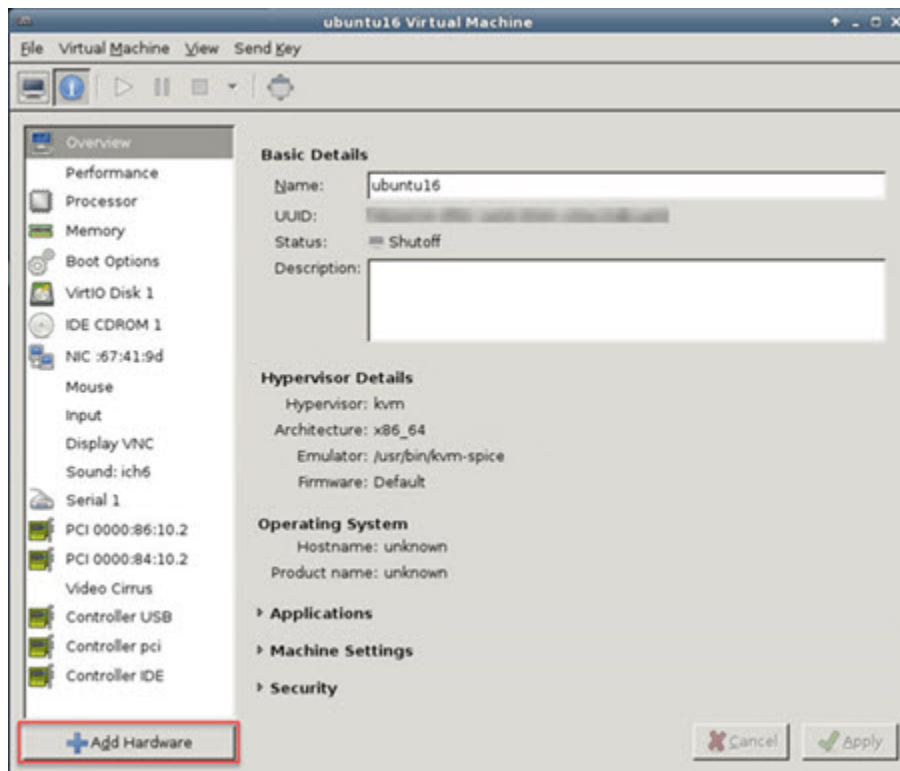 ubuntu16 Virtual Machine
File Virtual Machine View Send Key
Overview
Performance
Processor
Memory
Boot Options
VirtIO Disk 1
IDE CDROM 1
NIC :67:41:9d
Mouse
Input
Display VNC
Sound: ich6
Serial 1
PCI 0000:86:10.2
PCI 0000:84:10.2
Video Cirrus
Controller USB
Controller pci
Controller IDE
Add Hardware
Basic Details
Name: ubuntu16
UUID:
Status: Shutoff
Description:
Hypervisor Details
Hypervisor: kvm
Architecture: x86_64
Emulator: /usr/bin/kvm-spice
Firmware: Default
Operating System
Hostname: unknown
Product name: unknown
Applications
Machine Settings
Security
Cancel Apply